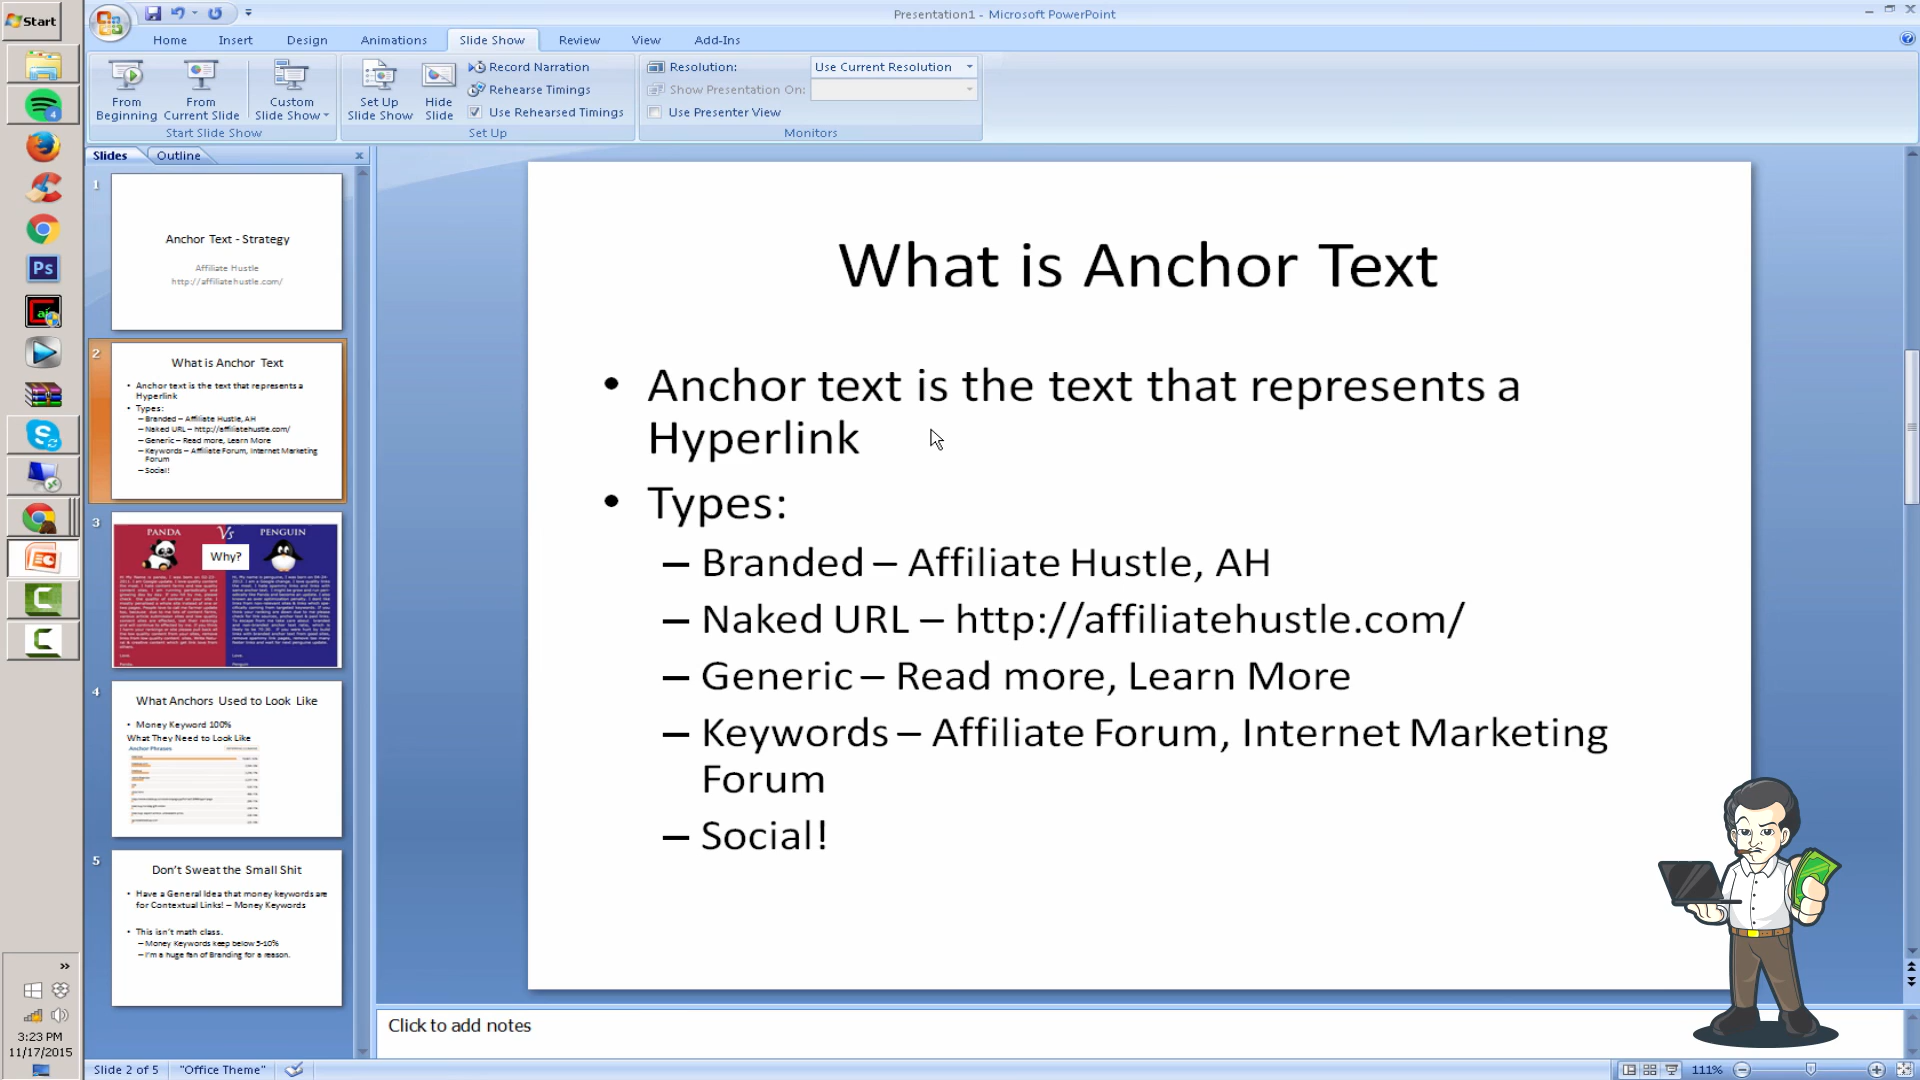 Start
Presentation1 - Microsoft PowerPoint
Home
Insert
Design
Animations
Slide Show
Review
View
Add-Ins
From Beginning
From Current Slide
Custom Slide Show
Start Slide Show
Set Up Slide Show
Hide Slide
Record Narration
Rehearse Timings
Use Rehearsed Timings
Set Up
Resolution:
Use Current Resolution
Show Presentation On:
Use Presenter View
Monitors
Slides
Outline
1
Anchor Text - Strategy
Affiliate Hustle
http://affiliatehustle.com/
2
What is Anchor Text
• Anchor text is the text that represents a
Hyperlink
• Types:
– Branded – Affiliate Hustle, AH
– Naked URL – http://affiliatehustle.com/
– Generic – Read more, Learn More
– Keywords – Affiliate Forum, Internet Marketing
Forum
– Social!
3
PANDA
Vs
PENGUIN
Why?
4
What Anchors Used to Look Like
• Money Keyword 100%
What They Need to Look Like
Anchor Phrases
5
Don't Sweat the Small Shit
• Have a General Idea that money keywords are
for Contextual Links! – Money Keywords
• This isn't math class.
– Money Keywords keep below 5-10%
– I'm a huge fan of Branding for a reason.
What is Anchor Text
• Anchor text is the text that represents a
Hyperlink
• Types:
– Branded – Affiliate Hustle, AH
– Naked URL – http://affiliatehustle.com/
– Generic – Read more, Learn More
– Keywords – Affiliate Forum, Internet Marketing
Forum
– Social!
Click to add notes
Ps
4
3:23 PM
11/17/2015
Slide 2 of 5
"Office Theme"
111%